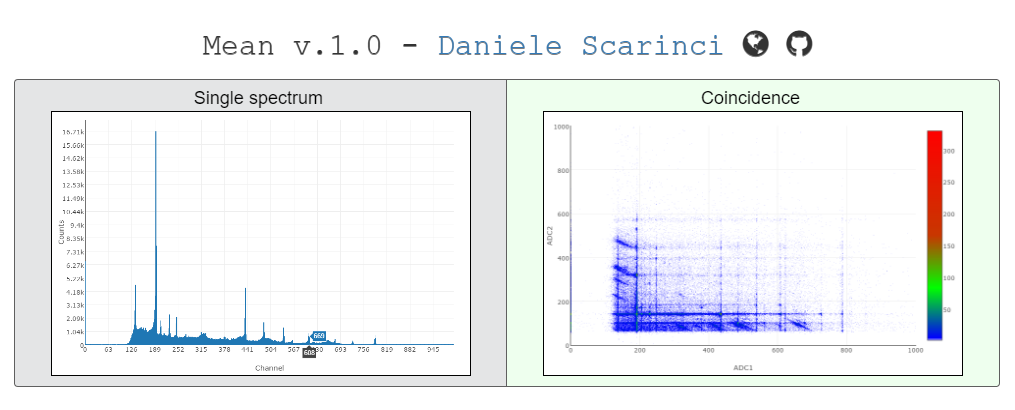 Mean v.1.0 - Daniele Scarinci
Single spectrum
16.71k
15.66k
14.62k
13.58k
12.53k
11.49k
10.44k
9.4k
8.35k
7.31k
6.27k
5.22k
4.18k
3.13k
2.09k
1.04k
0
Counts
0 63 126 189 252 315 378 441 504 567 630 693 756 819 882 945
669
608
Channel
Coincidence
1000
800
600
400
200
0
ADC2
0 200 400 600 800 1000
ADC1
300
250
200
150
100
50